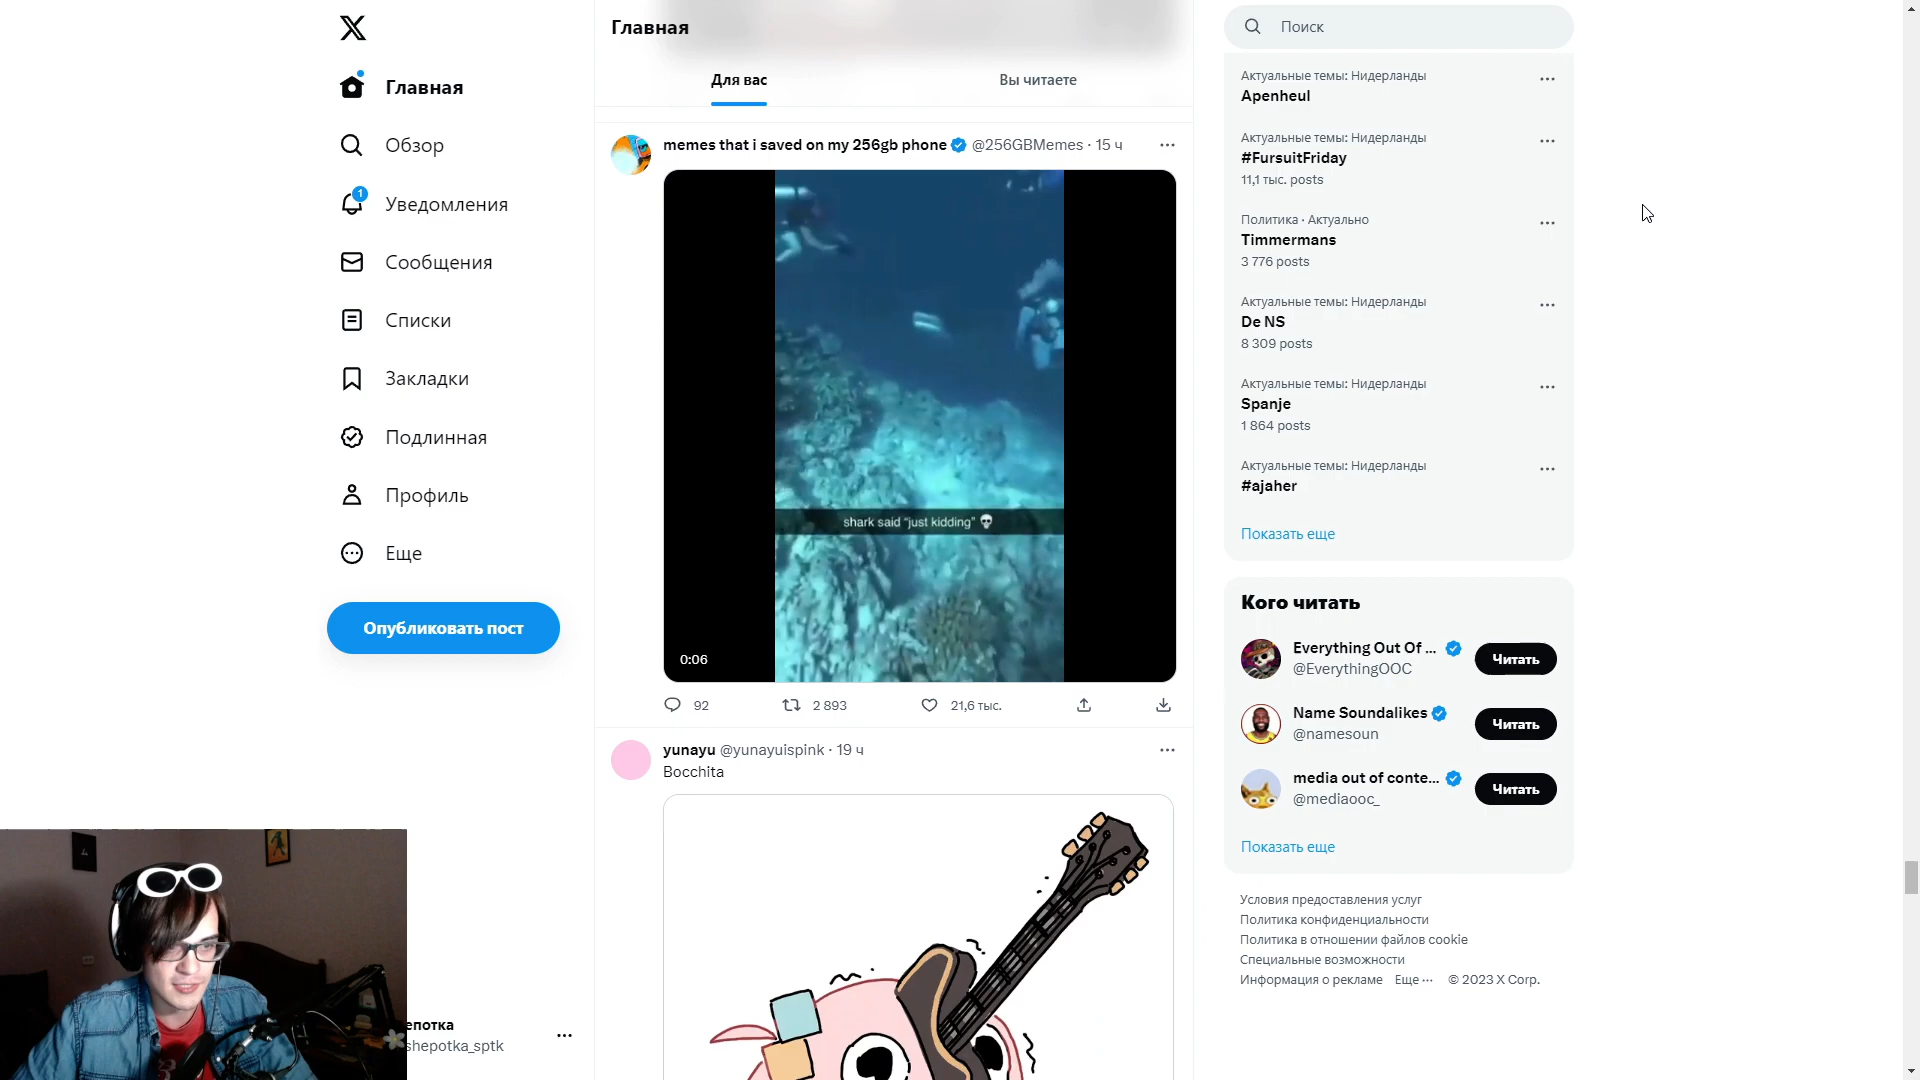 Главная
Обзор
1
Уведомления
Сообщения
Списки
Закладки
Подлинная
Профиль
Еще
Опубликовать пост
епотка
shepotka_sptk
Главная
Для вас
Вы читаете
memes that i saved on my 256gb phone @256GBMemes · 15 ч
shark said "just kidding" 💀
0:06
92
2 893
21,6 тыс.
yunayu @yunayuispink · 19 ч
Bocchita
Поиск
Актуальные темы: Нидерланды
Apenheul
Актуальные темы: Нидерланды
#FursuitFriday
11,1 тыс. posts
Политика · Актуально
Timmermans
3 776 posts
Актуальные темы: Нидерланды
De NS
8 309 posts
Актуальные темы: Нидерланды
Spanje
1 864 posts
Актуальные темы: Нидерланды
#ajaher
Показать еще
Кого читать
Everything Out Of ...
@EverythingOOC
Читать
Name Soundalikes
@namesoun
Читать
media out of conte...
@mediaooc_
Читать
Показать еще
Условия предоставления услуг
Политика конфиденциальности
Политика в отношении файлов cookie
Специальные возможности
Информация о рекламе Еще ··· © 2023 X Corp.